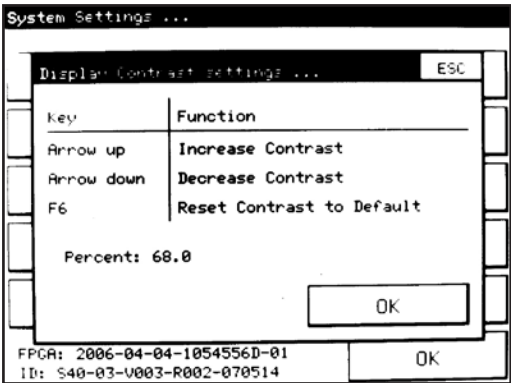 System Settings ...
Display Contrast settings ...
ESC
Key Function
Arrow up Increase Contrast
Arrow down Decrease Contrast
F6 Reset Contrast to Default
Percent: 68.0
OK
FPGA: 2006-04-04-1054556D-01
OK
ID: S40-03-V003-R002-070514